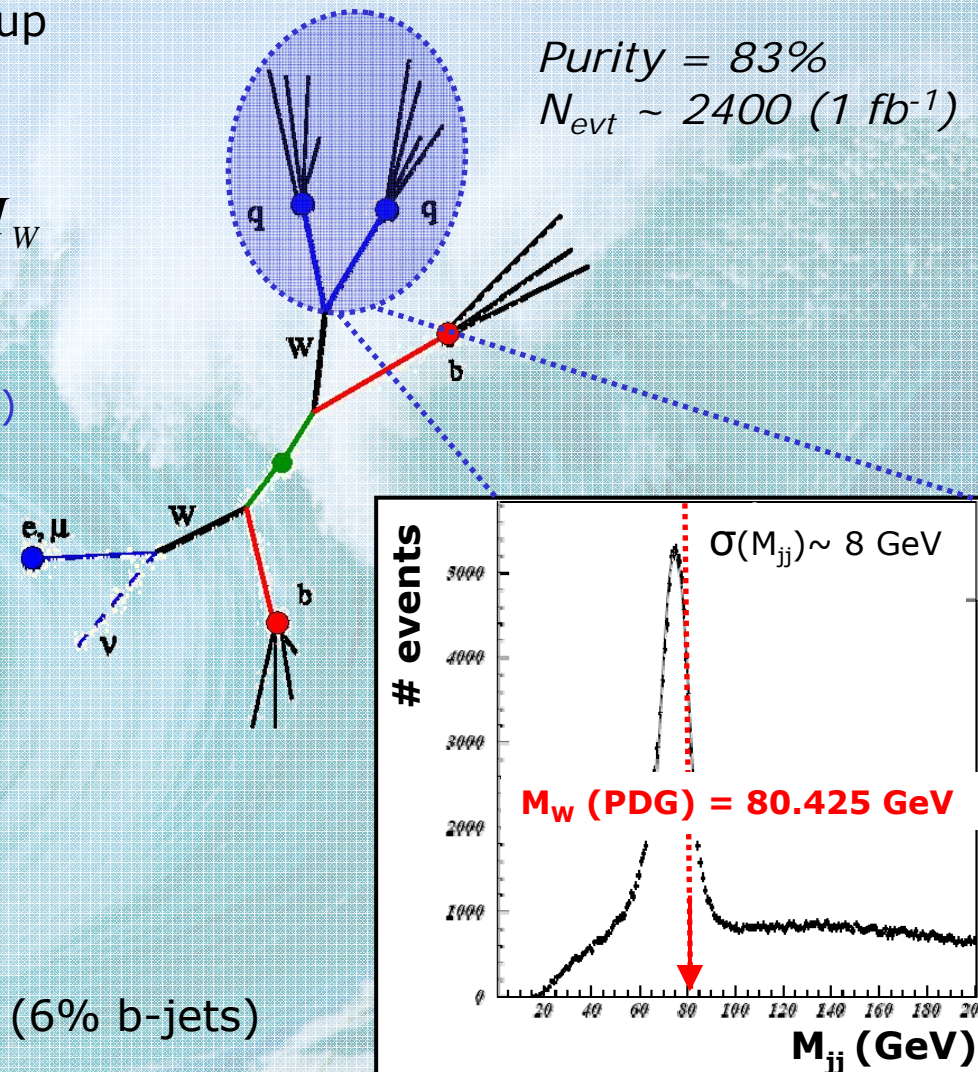 up
Purity = 83%
N_evt ~ 2400 (1 fb⁻¹)
q q
W
W
b
)
W
e, μ
b
ν
σ(M_jj)~ 8 GeV
# events
5000
4000
3000
M_W (PDG) = 80.425 GeV
2000
1000
0
20 40 60 80 100 120 140 160 180 20
M_jj (GeV)
(6% b-jets)